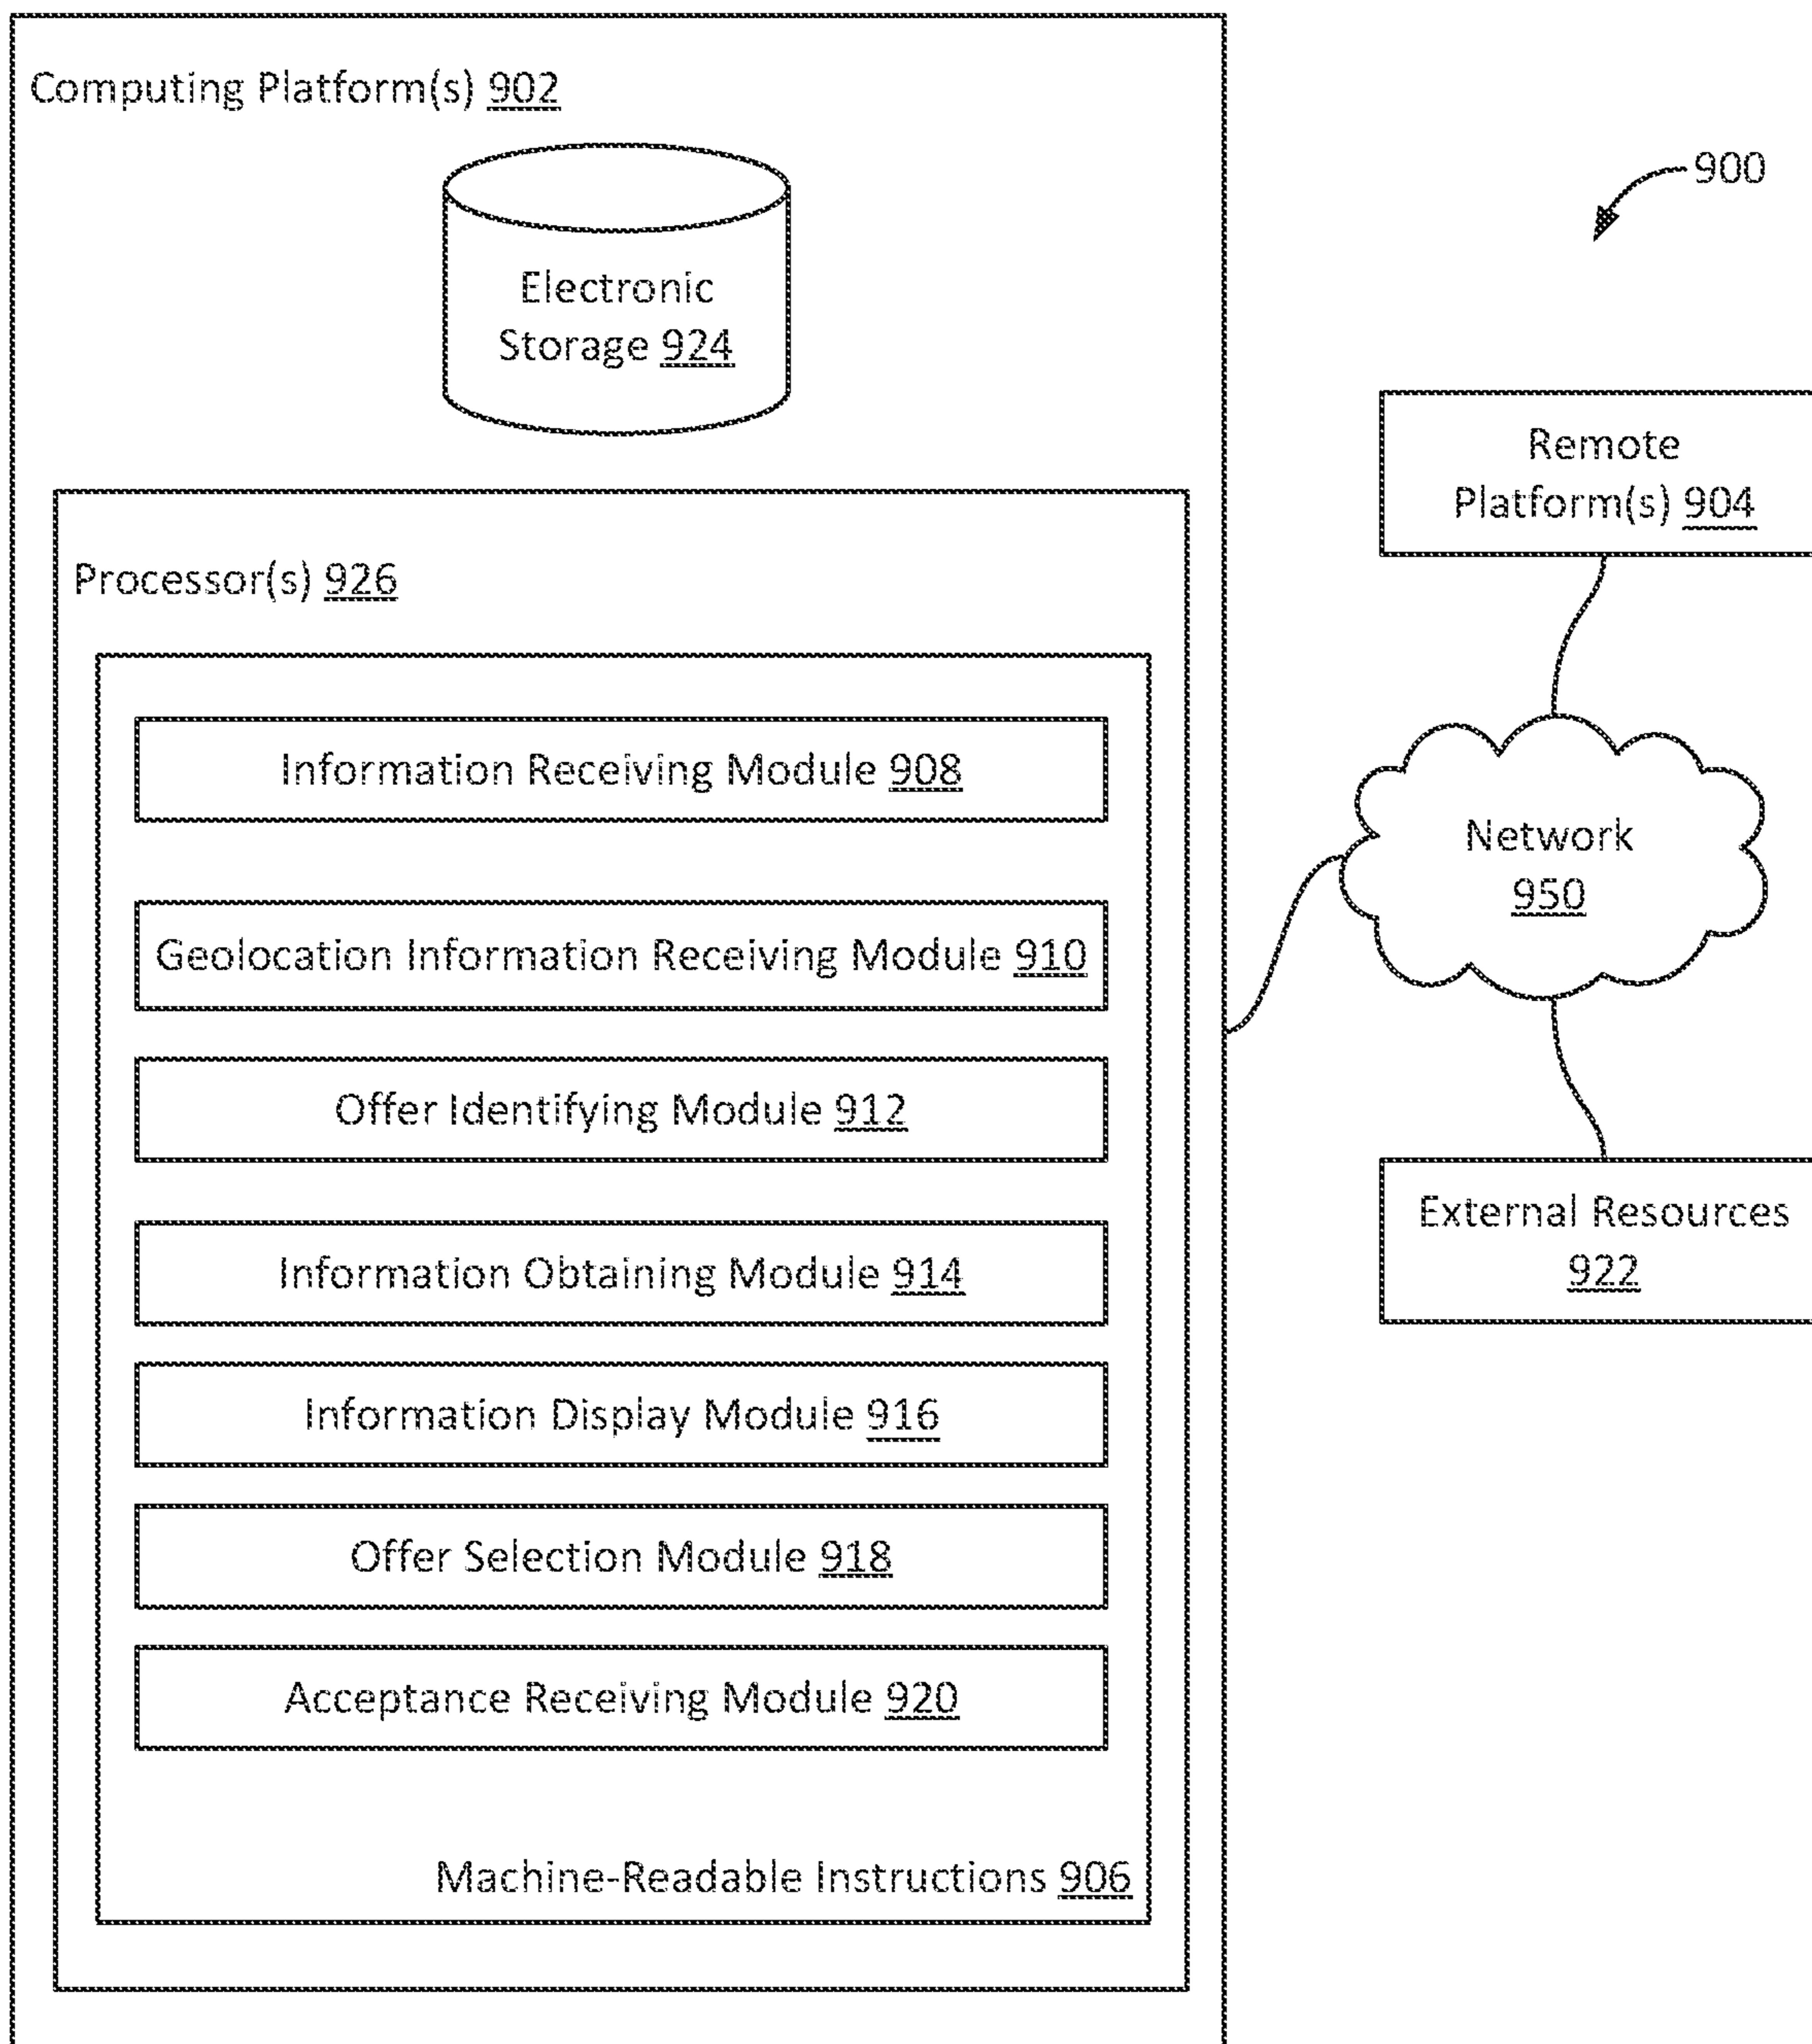 Computing Platform(s) 902
Electronic
Storage 924
900
Remote
Platform(s) 904
Processor(s) 926
Information Receiving Module 908
Geolocation Information Receiving Module 910
Offer Identifying Module 912
Information Obtaining Module 914
Information Display Module 916
Offer Selection Module 918
Acceptance Receiving Module 920
Machine-Readable Instructions 906
Network
950
External Resources
922